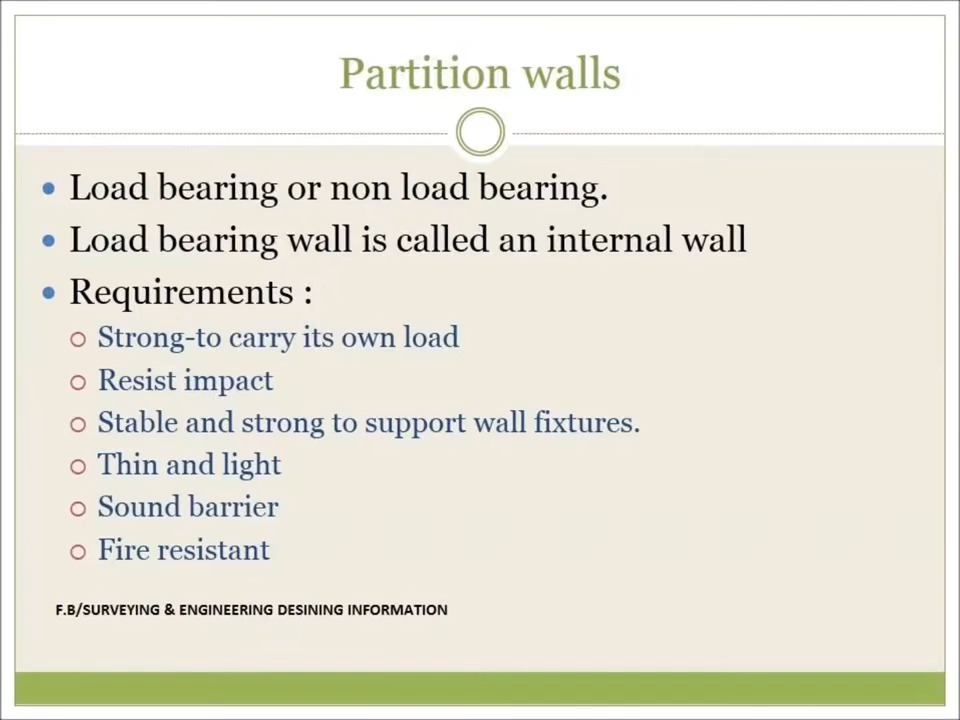 Partition walls
Load bearing or non load bearing.
Load bearing wall is called an internal wall
Requirements :
Strong-to carry its own load
Resist impact
Stable and strong to support wall fixtures.
Thin and light
Sound barrier
Fire resistant
F.B/SURVEYING & ENGINEERING DESINING INFORMATION